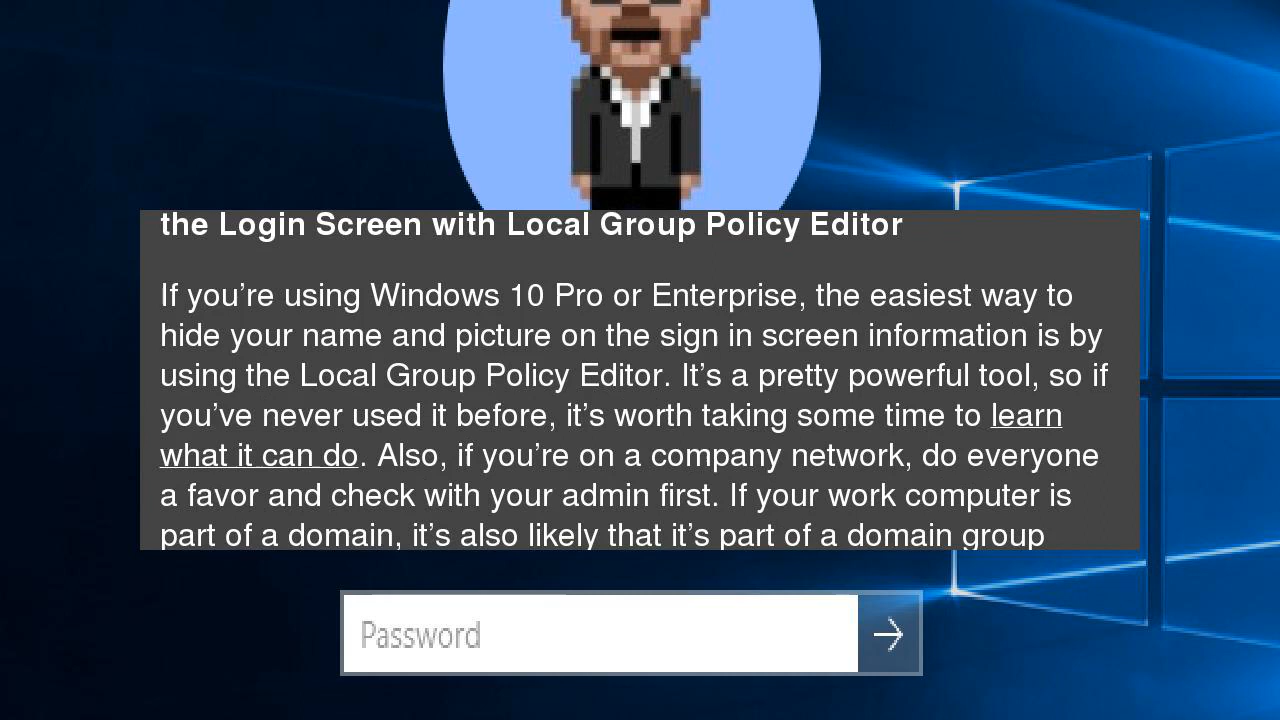 the Login Screen with Local Group Policy Editor
If you’re using Windows 10 Pro or Enterprise, the easiest way to
hide your name and picture on the sign in screen information is by
using the Local Group Policy Editor. It’s a pretty powerful tool, so if
you’ve never used it before, it’s worth taking some time to learn
what it can do. Also, if you’re on a company network, do everyone
a favor and check with your admin first. If your work computer is
part of a domain, it’s also likely that it’s part of a domain group
Password